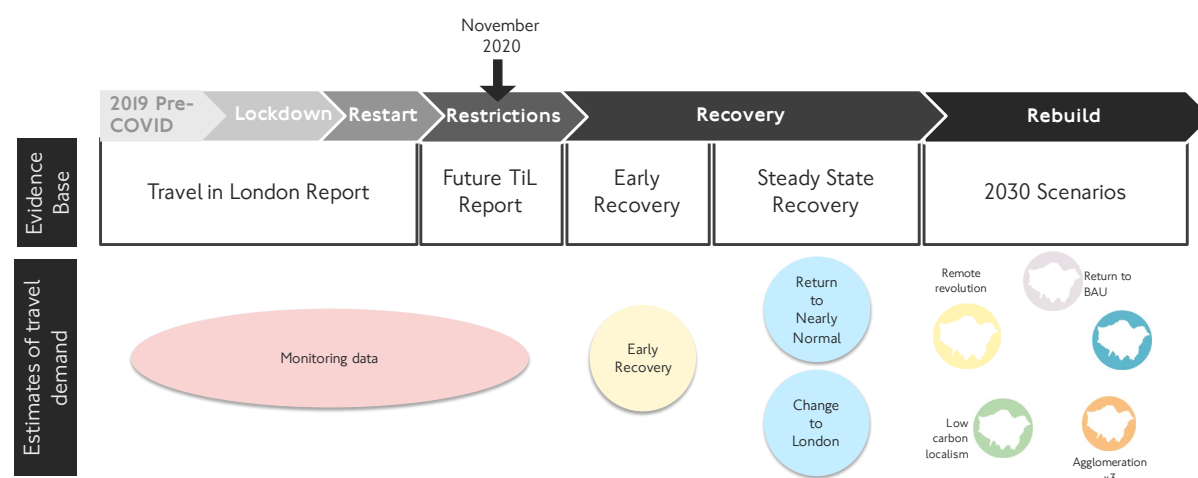 November
2020
2019 Pre-
COVID
Lockdown
Restart
Restrictions
Recovery
Rebuild
Evidence
Base
Travel in London Report
Future TiL
Report
Early
Recovery
Steady State
Recovery
2030 Scenarios
Estimates of travel
demand
Monitoring data
Early
Recovery
Return
to
Nearly
Normal
Change
to
London
Remote
revolution
Return to
BAU
Low
carbon
localism
Agglomeration
x3